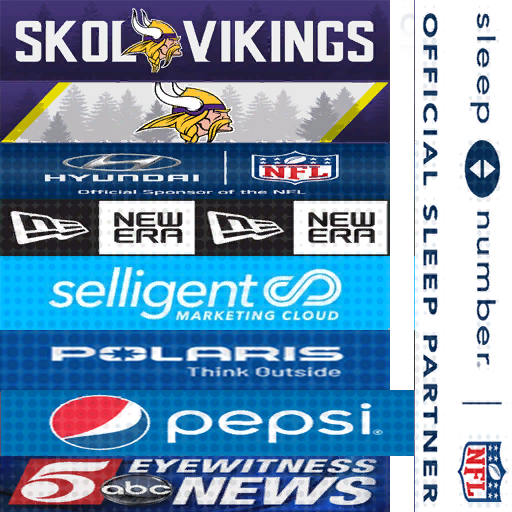 SKOL VIKINGS
HYUNDAI NFL
Official Sponsor of the NFL
NEW ERA NEW ERA
selligent
MARKETING CLOUD
POLARIS
Think Outside
pepsi
5 abc EYEWITNESS NEWS
sleep number. NFL
OFFICIAL SLEEP PARTNER